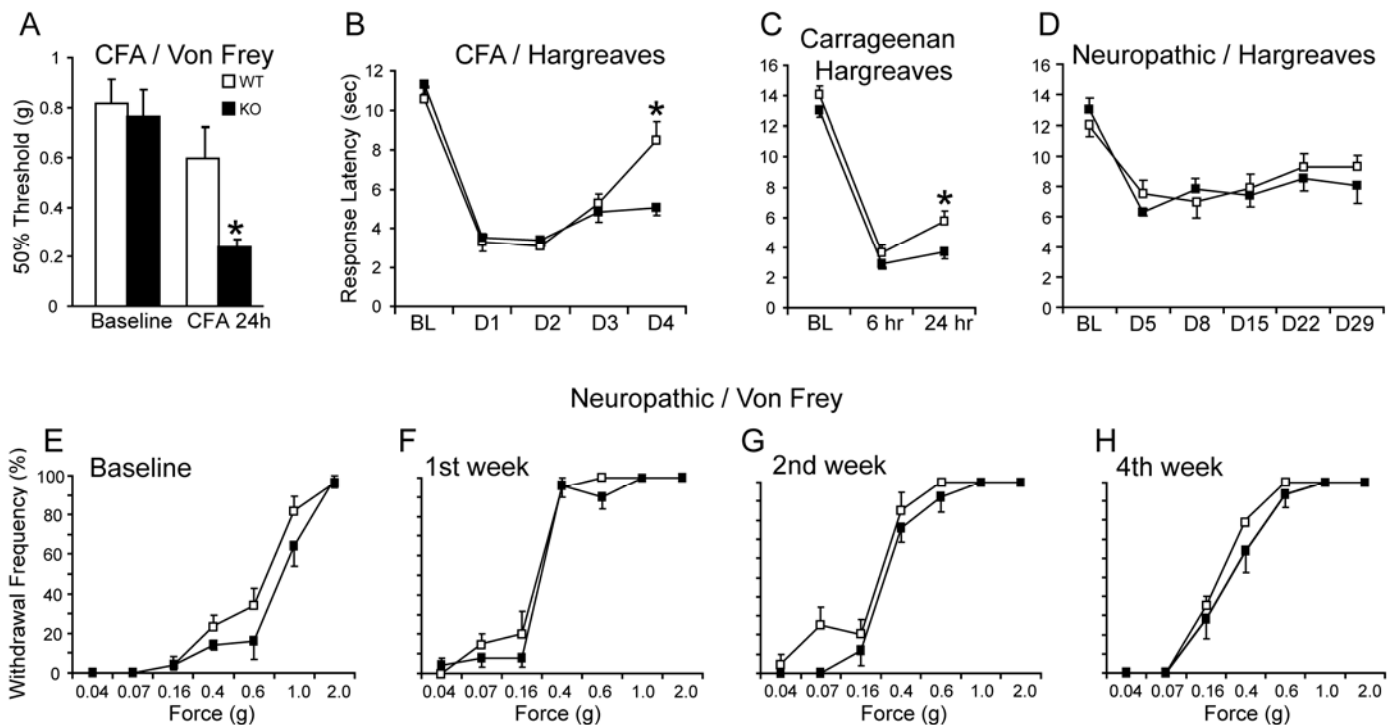 A
CFA / Von Frey
WT
KO
50% Threshold (g)
1
0.8
0.6
0.4
0.2
0
*
Baseline
CFA 24h
B
CFA / Hargreaves
Response Latency (sec)
12
10
8
6
4
2
0
*
BL D1 D2 D3 D4
C
Carrageenan
Hargreaves
16
14
12
10
8
6
4
2
0
*
BL 6 hr 24 hr
D
Neuropathic / Hargreaves
16
14
12
10
8
6
4
2
0
BL D5 D8 D15 D22 D29
Neuropathic / Von Frey
E
Baseline
Withdrawal Frequency (%)
100
80
60
40
20
0
0.04 0.07 0.16 0.4 0.6 1.0 2.0
Force (g)
F
1st week
0.04 0.07 0.16 0.4 0.6 1.0 2.0
Force (g)
G
2nd week
0.04 0.07 0.16 0.4 0.6 1.0 2.0
Force (g)
H
4th week
0.04 0.07 0.16 0.4 0.6 1.0 2.0
Force (g)